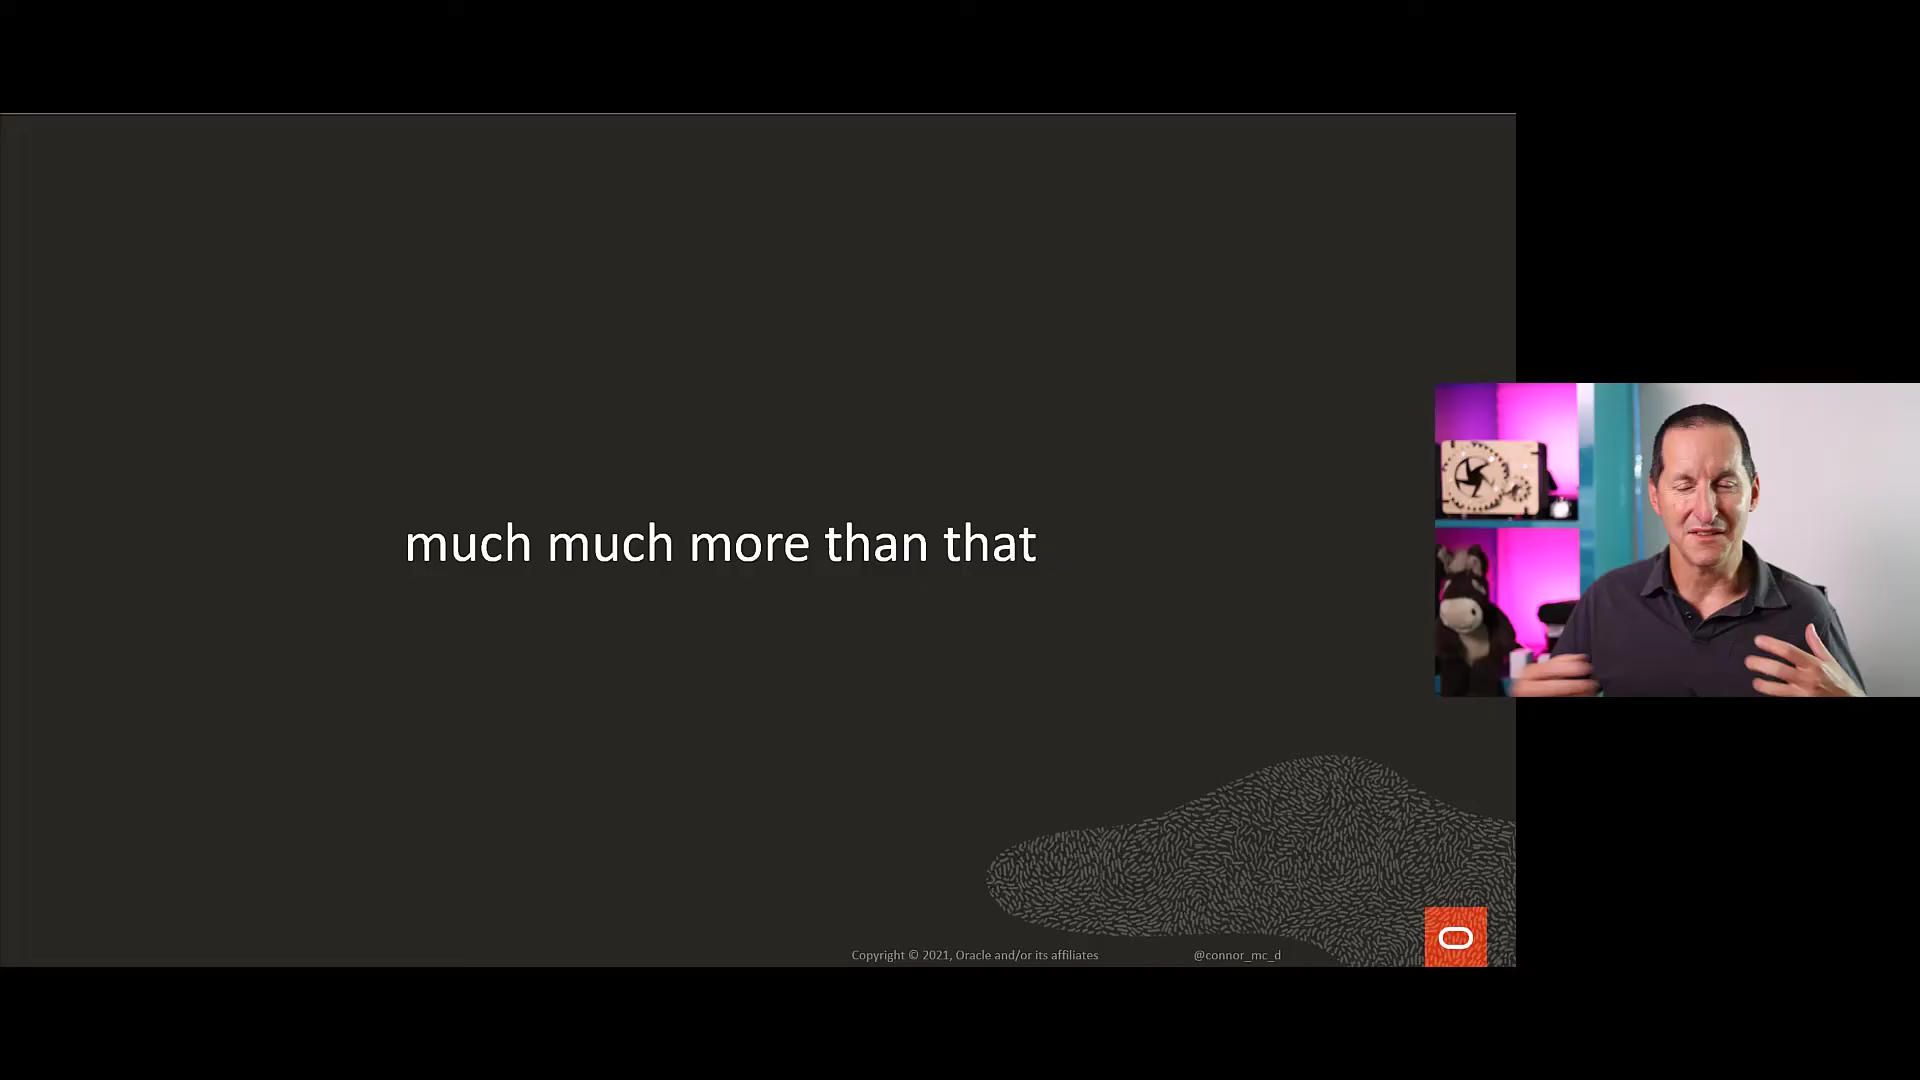 much much more than that
Copyright © 2021, Oracle and/or its affiliates
@connor_mc_d